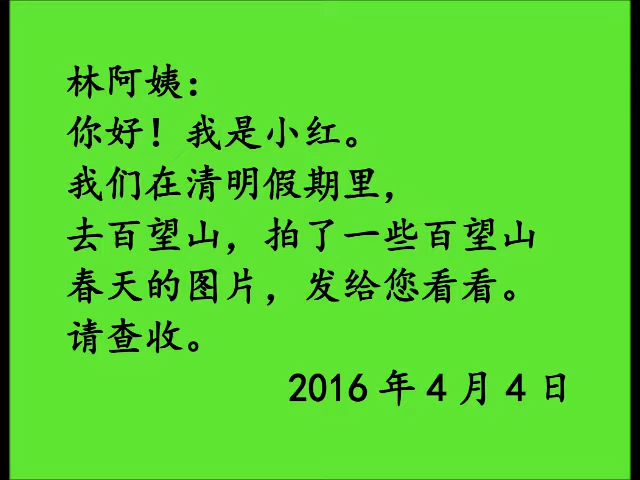 林阿姨：
你好！我是小红。
我们在清明假期里，
去百望山，拍了一些百望山
春天的图片，发给您看看。
请查收。
2016年4月4日